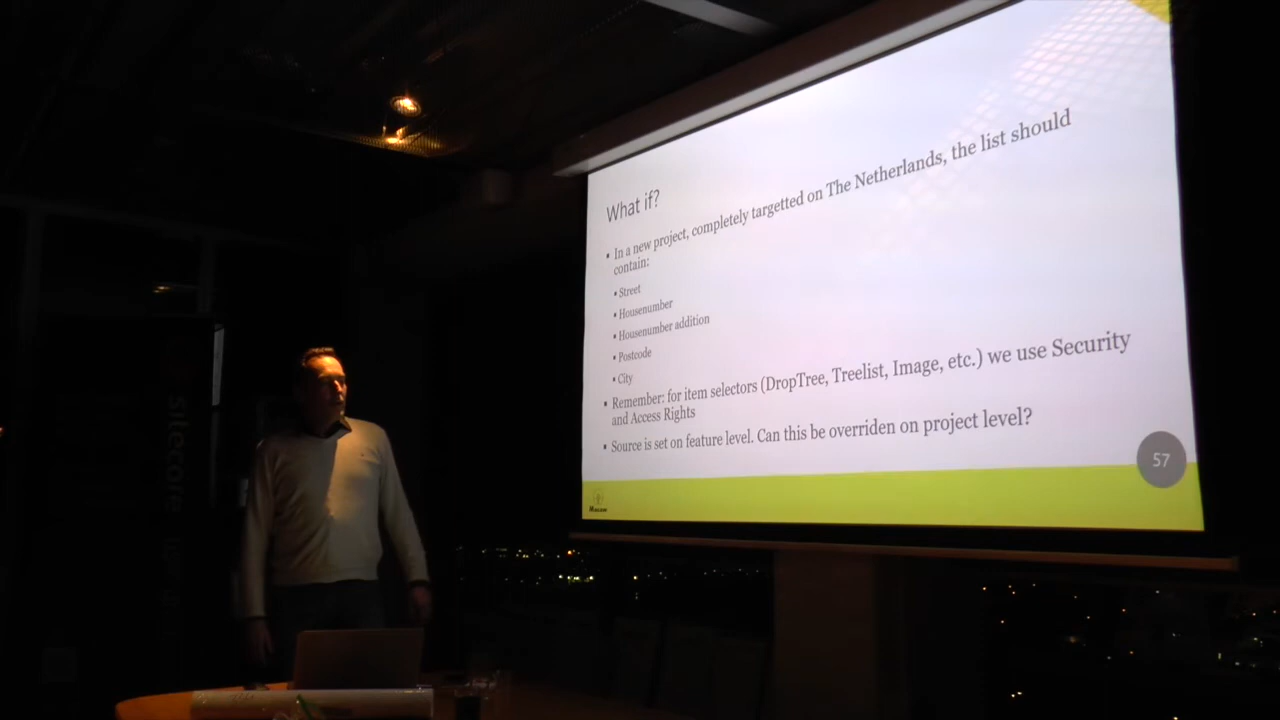 What if?
▪ In a new project, completely targetted on The Netherlands, the list should
contain:
▪ Street
▪ Housenumber
▪ Housenumber addition
▪ Postcode
▪ City
▪ Remember: for item selectors (DropTree, Treelist, Image, etc.) we use Security
and Access Rights
▪ Source is set on feature level. Can this be overriden on project level?
57
sitecore